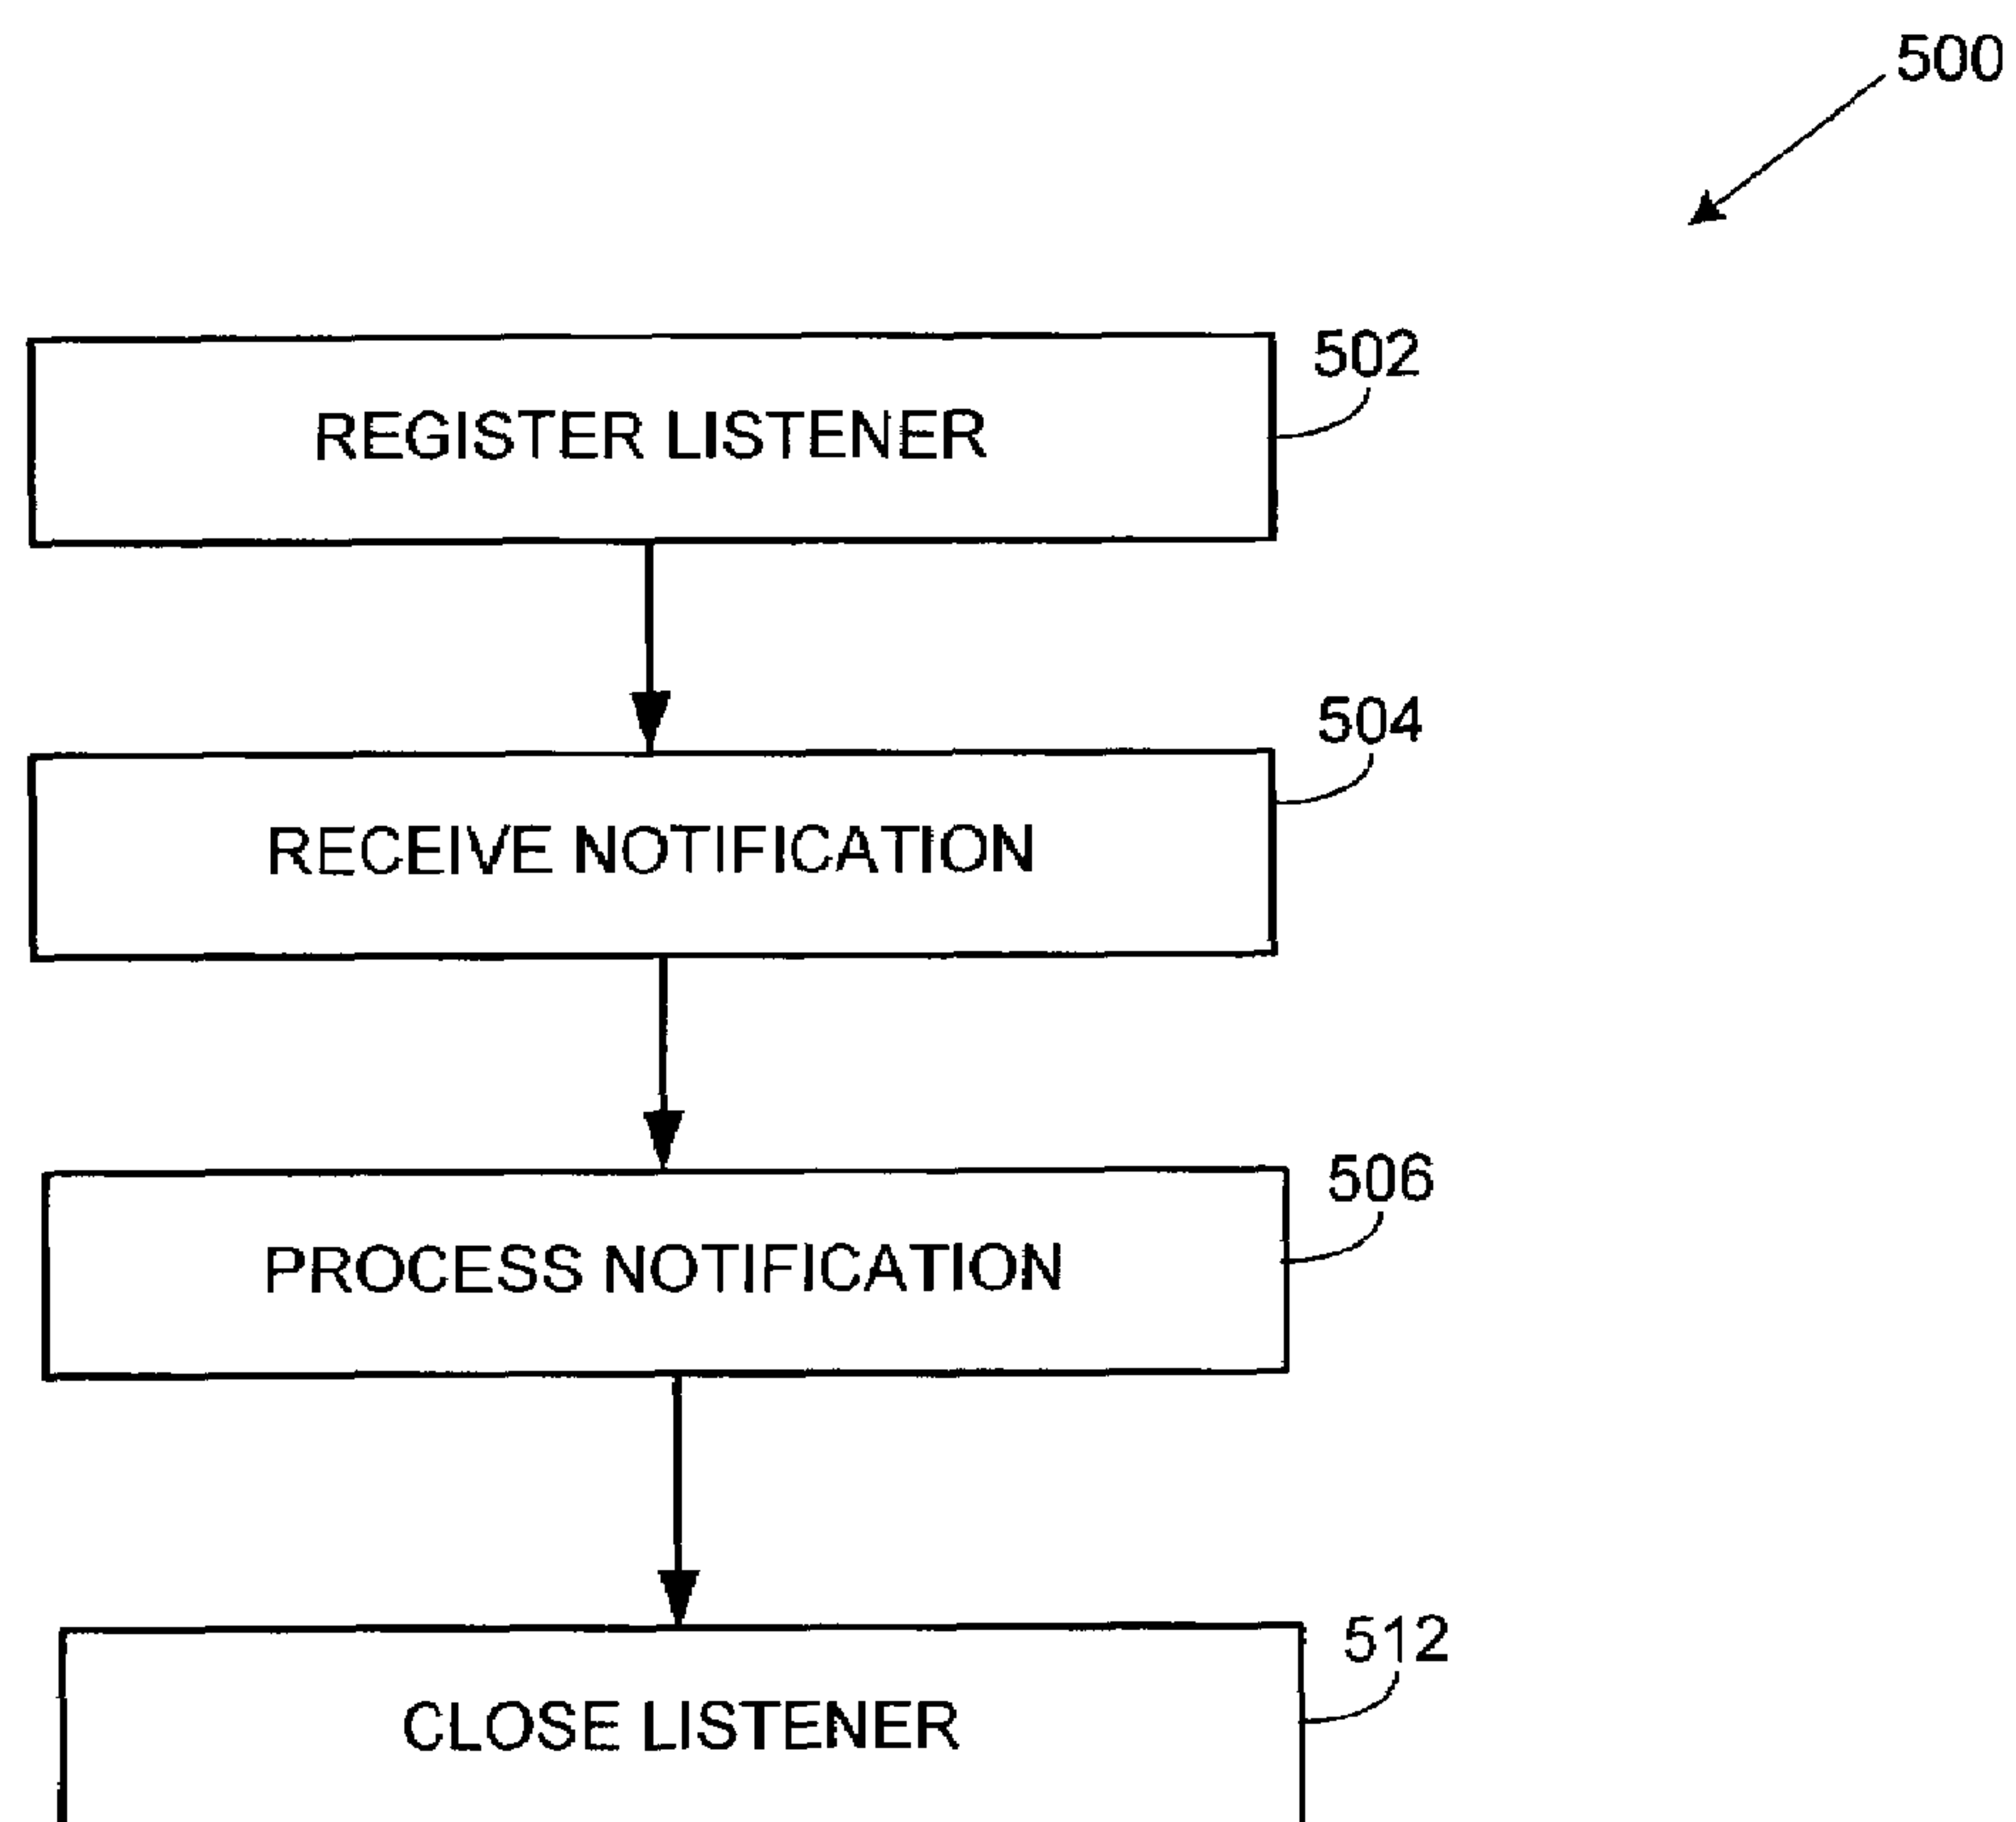 500
502
REGISTER LISTENER
504
RECEIVE NOTIFICATION
506
PROCESS NOTIFICATION
512
CLOSE LISTENER